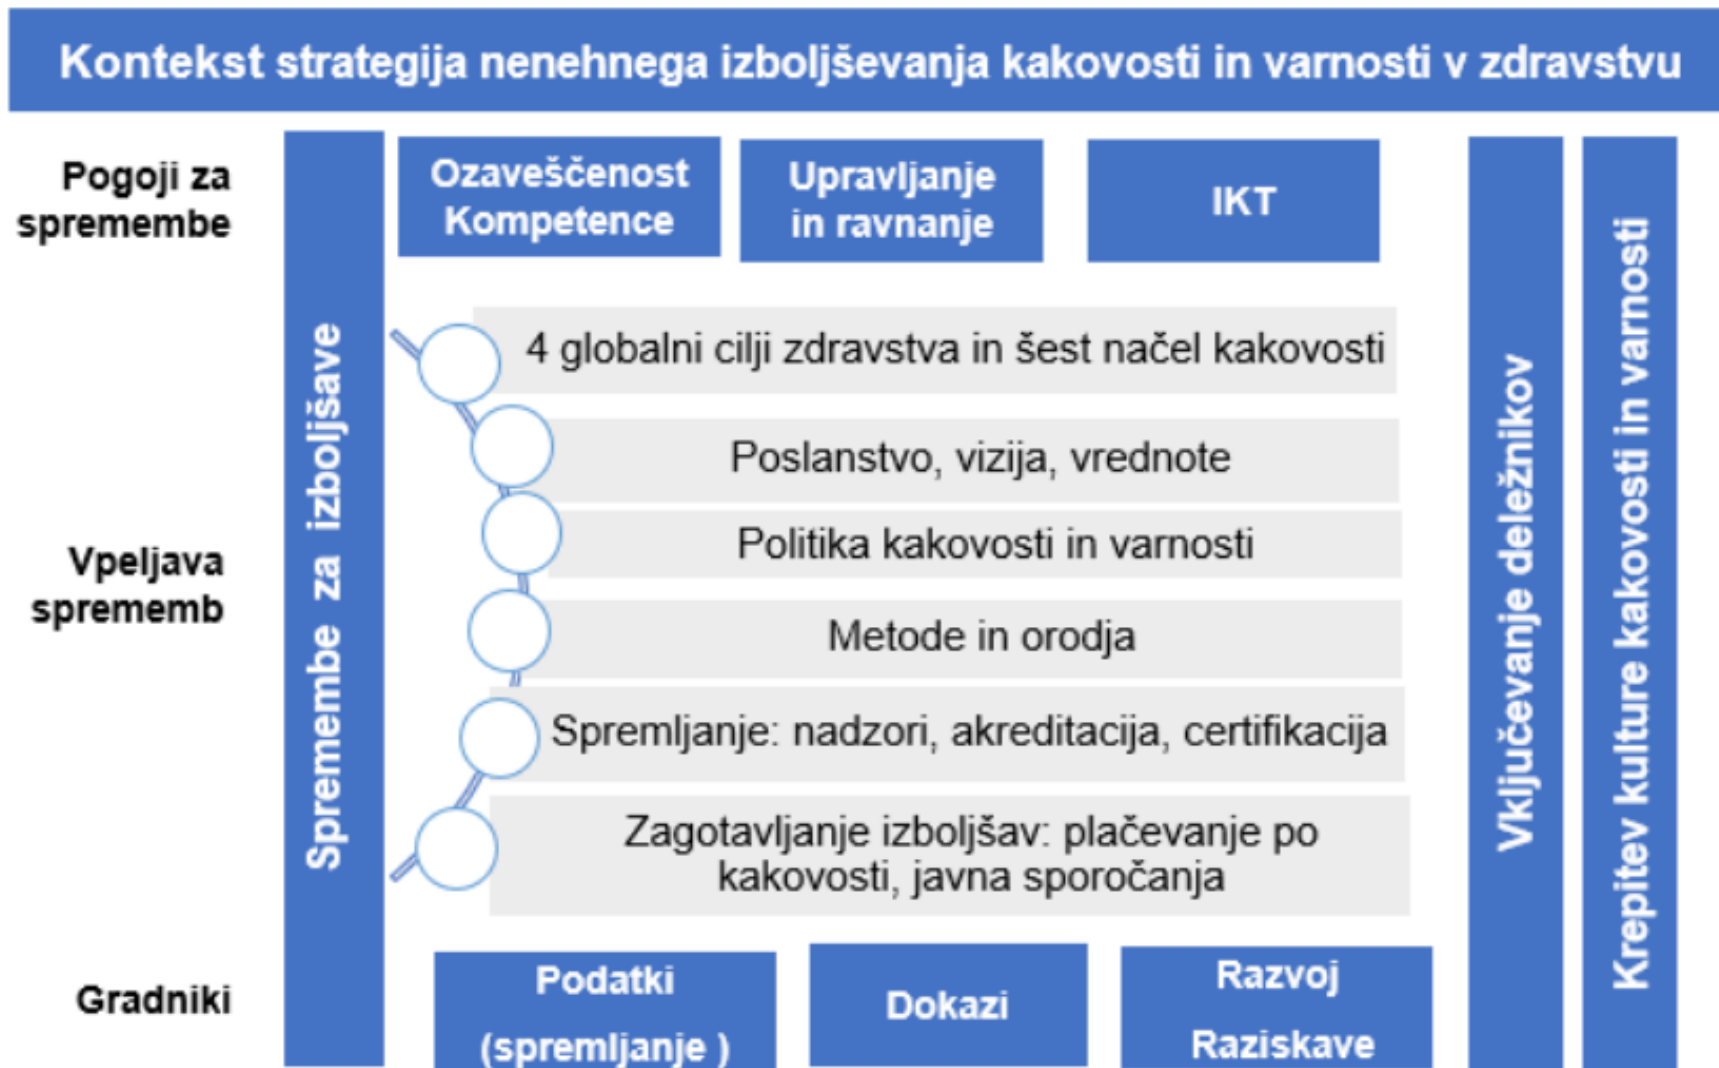 Kontekst strategija nenehnega izboljševanja kakovosti in varnosti v zdravstvu
Pogoji za
spremembe
Ozaveščenost
Kompetence
Upravljanje
in ravnanje
IKT
Spremembe za izboljšave
Vpeljava
sprememb
4 globalni cilji zdravstva in šest načel kakovosti
Poslanstvo, vizija, vrednote
Politika kakovosti in varnosti
Metode in orodja
Spremljanje: nadzori, akreditacija, certifikacija
Zagotavljanje izboljšav: plačevanje po
kakovosti, javna sporočanja
Vključevanje deležnikov
Krepitev kulture kakovosti in varnosti
Gradniki
Podatki
(spremljanje )
Dokazi
Razvoj
Raziskave